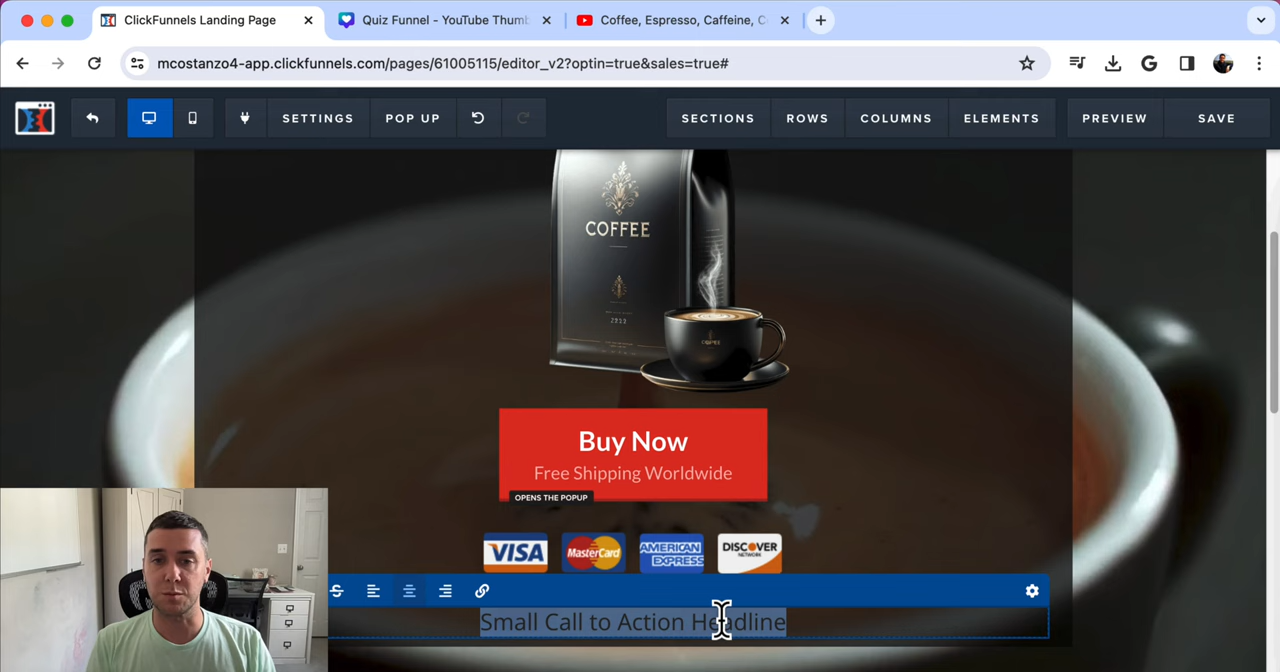 ClickFunnels Landing Page
Quiz Funnel - YouTube Thumb
Coffee, Espresso, Caffeine, C
mcostanzo4-app.clickfunnels.com/pages/61005115/editor_v2?optin=true&sales=true#
SETTINGS
POP UP
SECTIONS
ROWS
COLUMNS
ELEMENTS
PREVIEW
SAVE
COFFEE
Buy Now
Free Shipping Worldwide
OPENS THE POPUP
VISA
MasterCard
AMERICAN EXPRESS
DISCOVER
NETWORK
Small Call to Action Headline